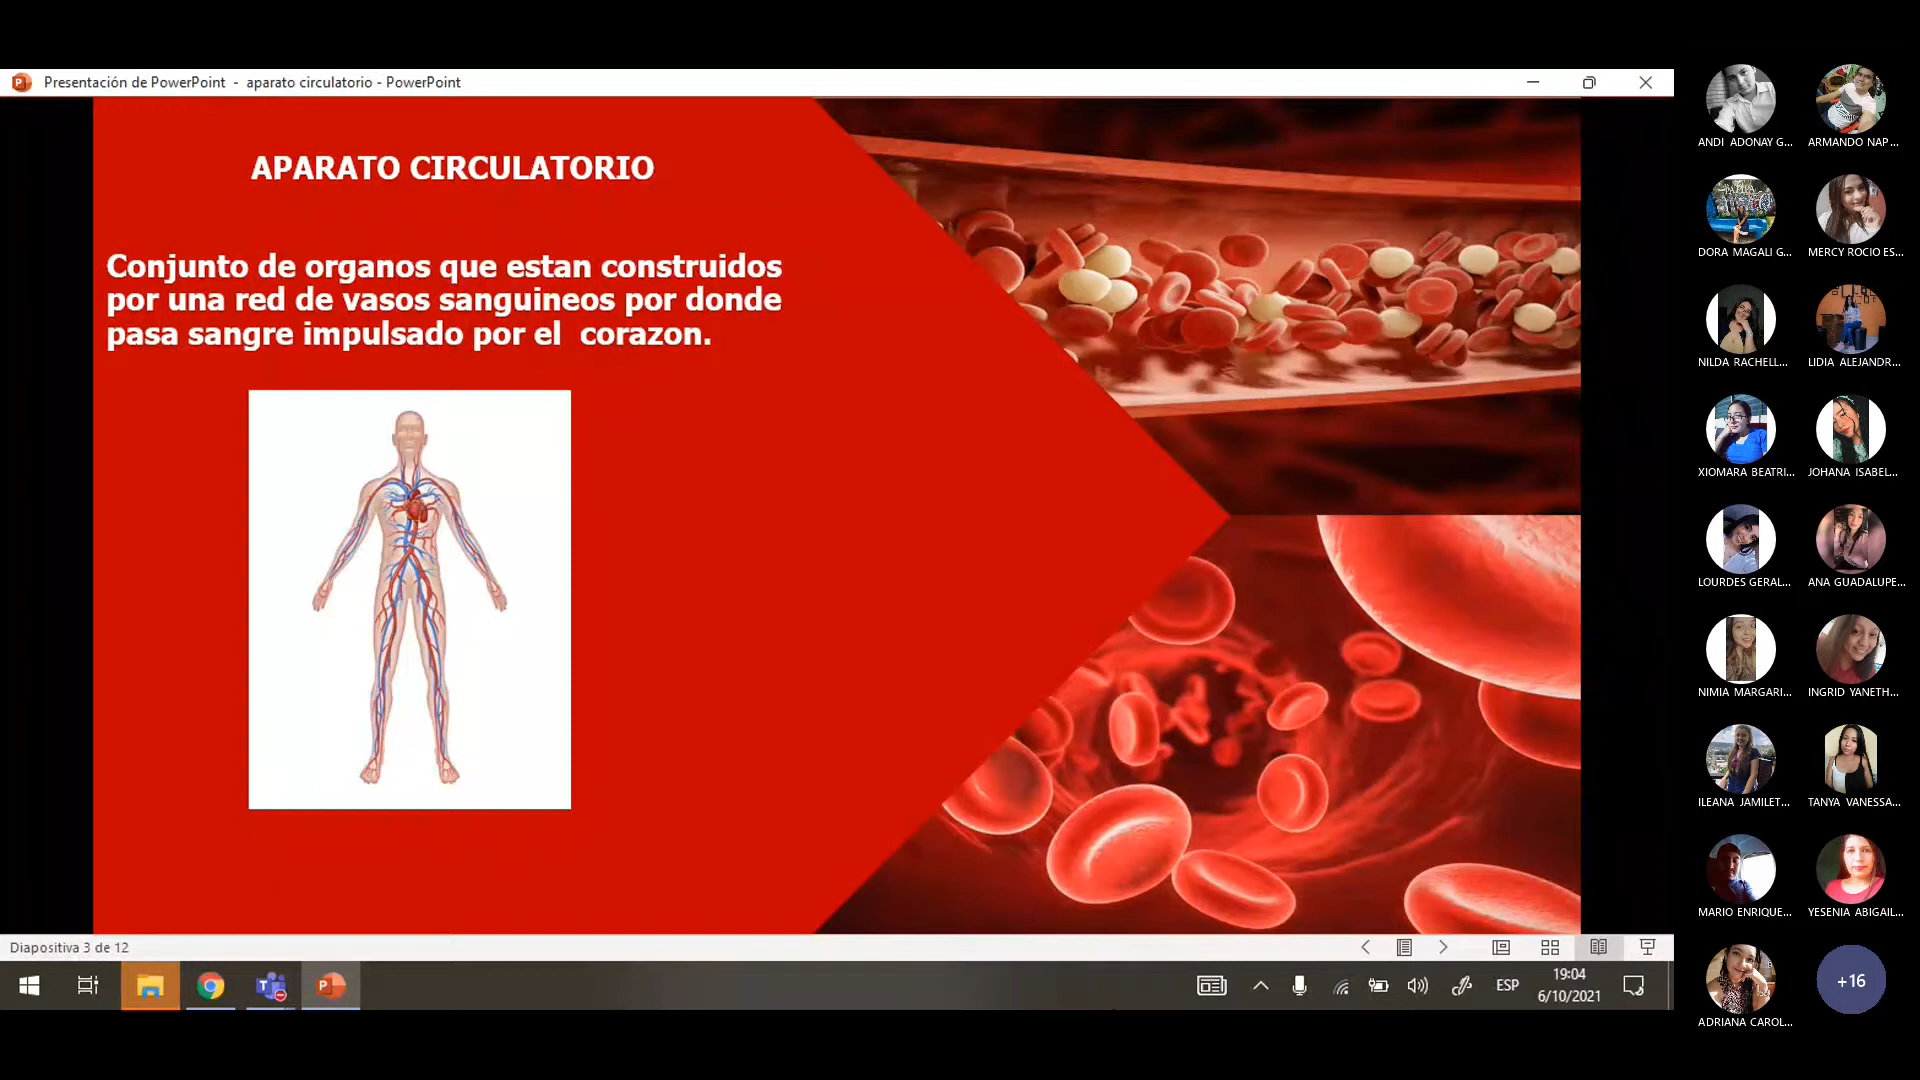 Presentación de PowerPoint - aparato circulatorio - PowerPoint
APARATO CIRCULATORIO
Conjunto de organos que estan construidos
por una red de vasos sanguineos por donde
pasa sangre impulsado por el corazon.
Diapositiva 3 de 12
ESP
19:04
6/10/2021
ANDI ADONAY G...
ARMANDO NAP...
DORA MAGALI G...
MERCY ROCIO ES...
NILDA RACHELL...
LIDIA ALEJANDR...
XIOMARA BEATRI...
JOHANA ISABEL...
LOURDES GERAL...
ANA GUADALUPE...
NIMIA MARGARI...
INGRID YANETH...
ILEANA JAMILET...
TANYA VANESSA...
MARIO ENRIQUE...
YESENIA ABIGAIL...
ADRIANA CAROL...
+16